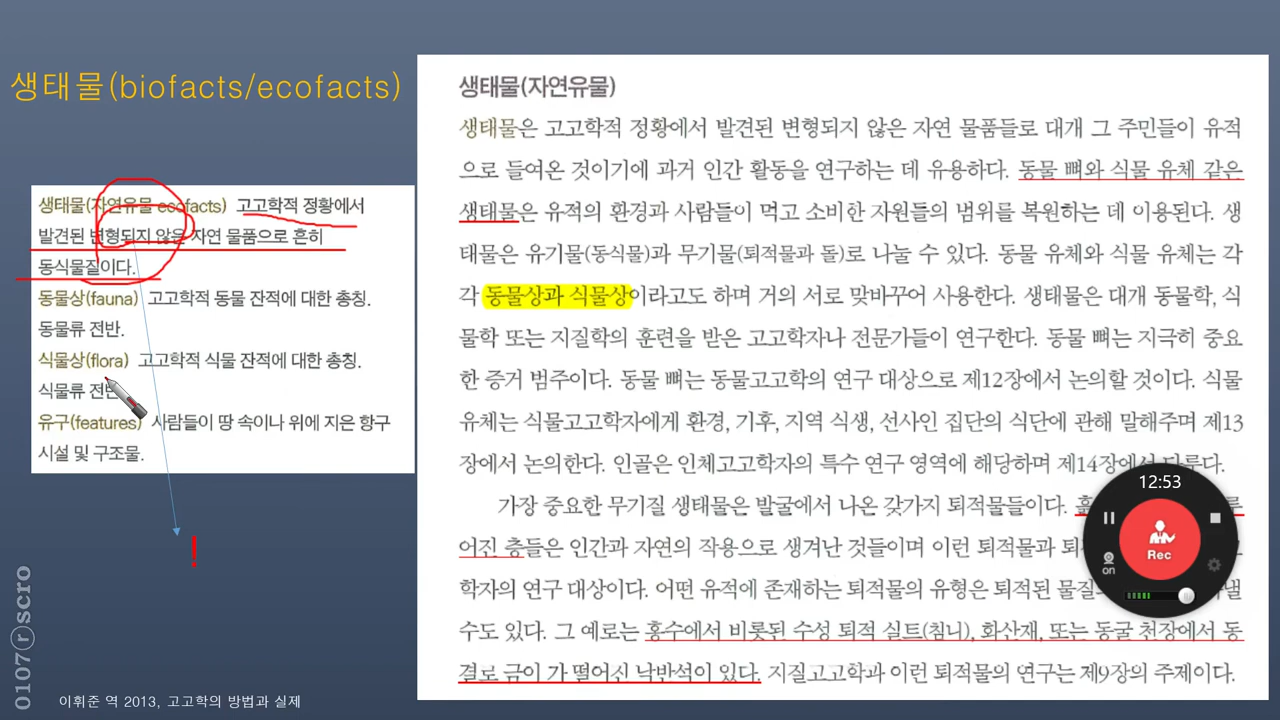 생태물(biofacts/ecofacts)
생태물(자연유물 ecofacts) 고고학적 정황에서
발견된 변형되지 않은 자연 물품으로 흔히
동식물질이다.
동물상(fauna) 고고학적 동물 잔적에 대한 총칭.
동물류 전반.
식물상(flora) 고고학적 식물 잔적에 대한 총칭.
식물류 전반
유구(features) 사람들이 땅 속이나 위에 지은 항구
시설 및 구조물.
!
생태물(자연유물)
생태물은 고고학적 정황에서 발견된 변형되지 않은 자연 물품들로 대개 그 주민들이 유적
으로 들여온 것이기에 과거 인간 활동을 연구하는 데 유용하다. 동물 뼈와 식물 유체 같은
생태물은 유적의 환경과 사람들이 먹고 소비한 자원들의 범위를 복원하는 데 이용된다. 생
태물은 유기물(동식물)과 무기물(퇴적물과 돌)로 나눌 수 있다. 동물 유체와 식물 유체는 각
각 동물상과 식물상이라고도 하며 거의 서로 맞바꾸어 사용한다. 생태물은 대개 동물학, 식
물학 또는 지질학의 훈련을 받은 고고학자나 전문가들이 연구한다. 동물 뼈는 지극히 중요
한 증거 범주이다. 동물 뼈는 동물고고학의 연구 대상으로 제12장에서 논의할 것이다. 식물
유체는 식물고고학자에게 환경, 기후, 지역 식생, 선사인 집단의 식단에 관해 말해주며 제13
장에서 논의한다. 인골은 인체고고학자의 특수 연구 영역에 해당하며 제14장에서 다룬다.
가장 중요한 무기질 생태물은 발굴에서 나온 갖가지 퇴적물들이다.
어진 층들은 인간과 자연의 작용으로 생겨난 것들이며 이런 퇴적물과
학자의 연구 대상이다. 어떤 유적에 존재하는 퇴적물의 유형은 퇴적된 물질
수도 있다. 그 예로는 홍수에서 비롯된 수성 퇴적 실트(침니), 화산재, 또는 동굴 천장에서 동
결로 금이 가 떨어신 낙반석이 있다. 지질고고학과 이런 퇴적물의 연구는 제9장의 주제이다.
12:53
Rec
on
0107ⓡscro
이휘준 역 2013, 고고학의 방법과 실제